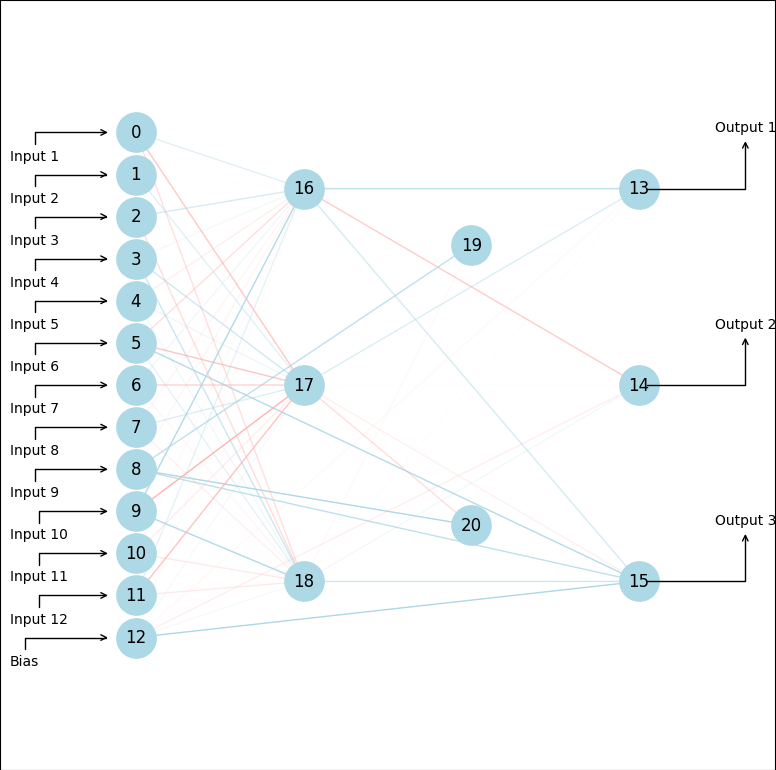 0
Input 1
1
Input 2
2
Input 3
3
Input 4
4
Input 5
5
Input 6
6
Input 7
7
Input 8
8
Input 9
9
Input 10
10
Input 11
11
Input 12
12
Bias
16
17
18
19
20
Output 1
13
Output 2
14
Output 3
15